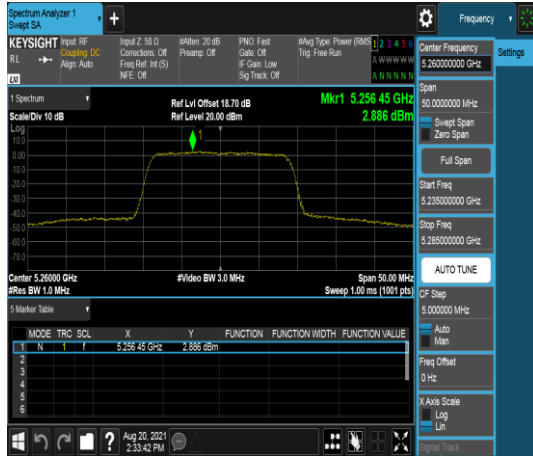 Spectrum Analyzer 1
Swept SA
+
Frequency
KEYSIGHT
RL
LXI
Input: RF
Coupling: DC
Align: Auto
Input Z: 50 Ω
Corrections: Off
Freq Ref: Int (S)
NFE: Off
#Atten: 20 dB
Preamp: Off
PNO: Fast
Gate: Off
IF Gain: Low
Sig Track: Off
#Avg Type: Power (RMS
Trig: Free Run
1 2 3 4 5 6
A W W W W W
A N N N N N
Center Frequency
5.260000000 GHz
Settings
Span
50.0000000 MHz
Swept Span
Zero Span
Full Span
Start Freq
5.235000000 GHz
Stop Freq
5.285000000 GHz
AUTO TUNE
CF Step
5.000000 MHz
Auto
Man
Freq Offset
0 Hz
X Axis Scale
Log
Lin
Signal Track
1 Spectrum
Scale/Div 10 dB
Ref Lvl Offset 18.70 dB
Ref Level 20.00 dBm
Mkr1 5.256 45 GHz
2.886 dBm
Log
10.0
0.00
-10.0
-20.0
-30.0
-40.0
-50.0
-60.0
-70.0
1
Center 5.26000 GHz
#Res BW 1.0 MHz
#Video BW 3.0 MHz
Span 50.00 MHz
Sweep 1.00 ms (1001 pts)
5 Marker Table
MODE TRC SCL X Y FUNCTION FUNCTION WIDTH FUNCTION VALUE
1 N 1 f 5.256 45 GHz 2.886 dBm
2
3
4
5
6
?
Aug 20, 2021
2:33:42 PM